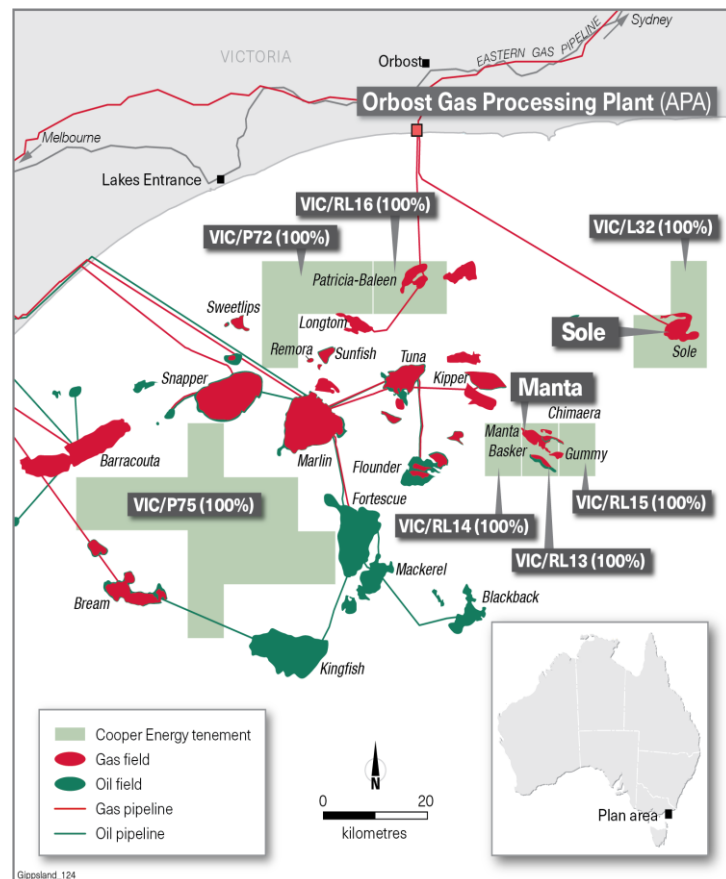 Sydney
VICTORIA
Orbost
EASTERN GAS PIPELINE
Orbost Gas Processing Plant (APA)
Melbourne
Lakes Entrance
VIC/RL16 (100%)
VIC/P72 (100%)
VIC/L32 (100%)
Patricia-Baleen
Sweetlips
Longtom
Sole
Sole
Remora
Sunfish
Tuna
Snapper
Kipper
Manta
Chimaera
Manta
Barracouta
Marlin
Basker
Gummy
Flounder
VIC/P75 (100%)
Fortescue
VIC/RL15 (100%)
VIC/RL14 (100%)
VIC/RL13 (100%)
Mackerel
Bream
Blackback
Kingfish
Cooper Energy tenement
Gas field
Oil field
Gas pipeline
Oil pipeline
N
0 20
kilometres
Plan area
Gippsland_124